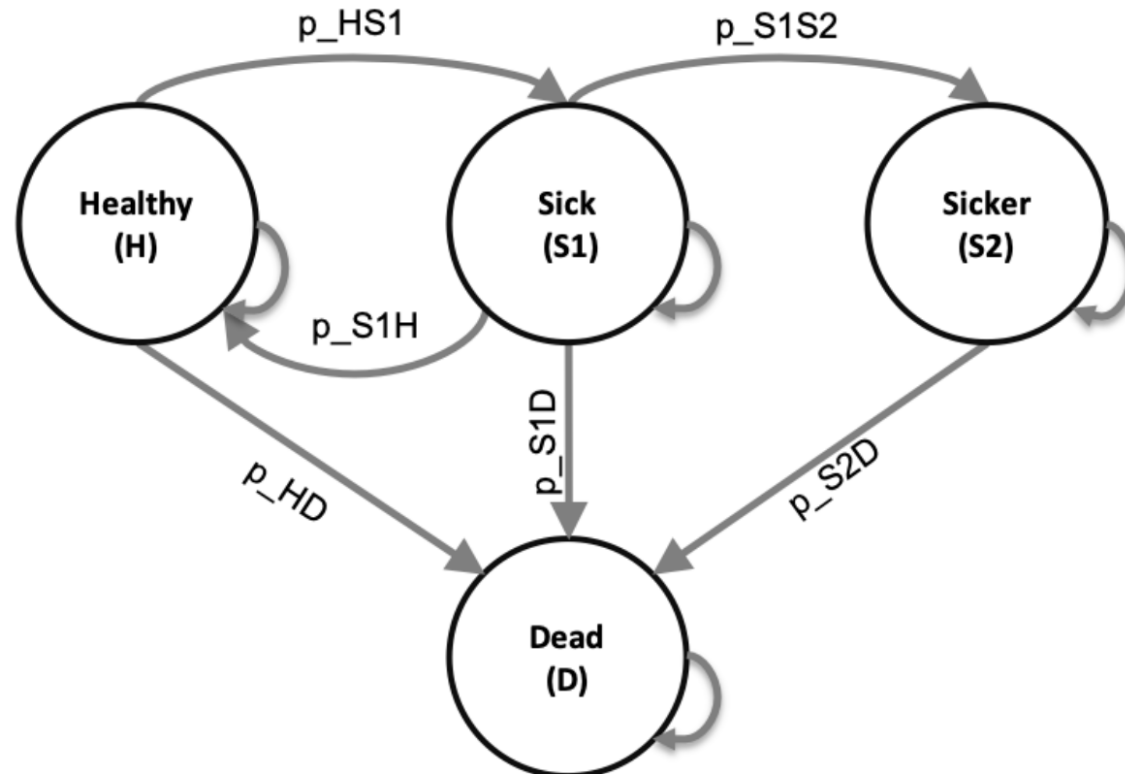 p_HS1
p_S1S2
Healthy
(H)
Sick
(S1)
Sicker
(S2)
p_S1H
p_HD
p_S1D
p_S2D
Dead
(D)